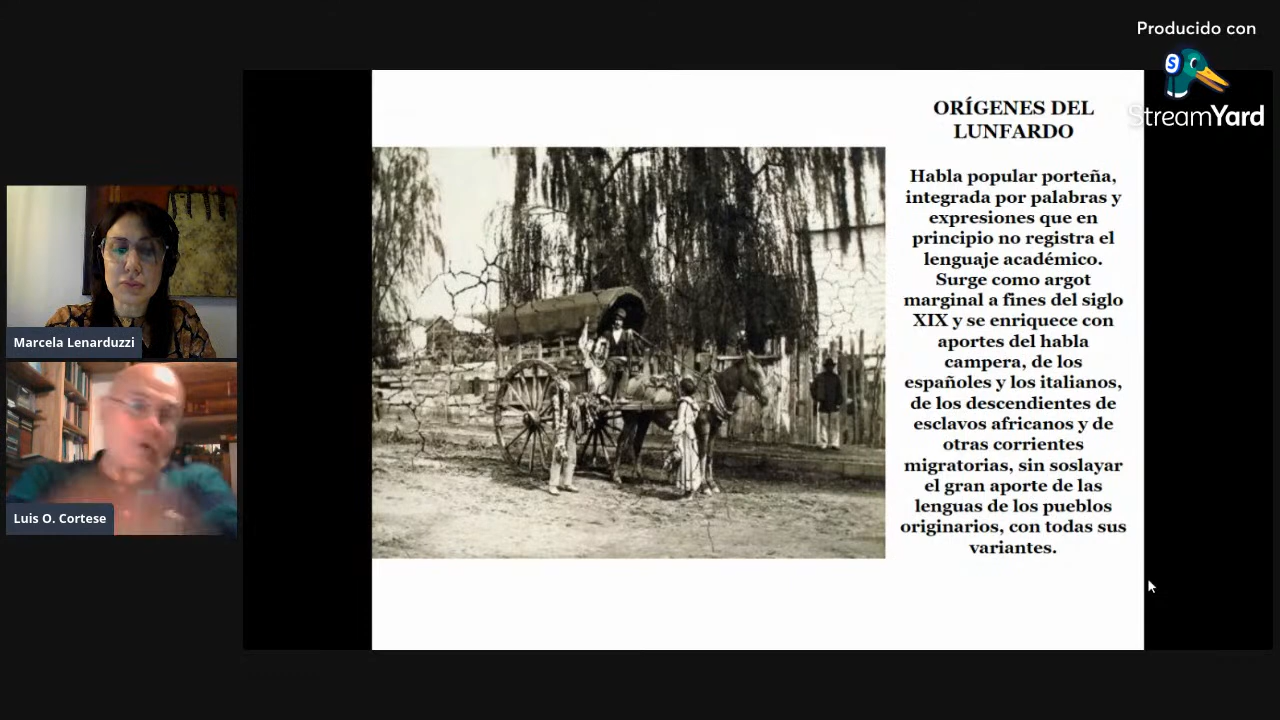 Producido con
StreamYard
ORÍGENES DEL
LUNFARDO
Habla popular porteña,
integrada por palabras y
expresiones que en
principio no registra el
lenguaje académico.
Surge como argot
marginal a fines del siglo
XIX y se enriquece con
aportes del habla
campera, de los
españoles y los italianos,
de los descendientes de
esclavos africanos y de
otras corrientes
migratorias, sin soslayar
el gran aporte de las
lenguas de los pueblos
originarios, con todas sus
variantes.
Marcela Lenarduzzi
Luis O. Cortese